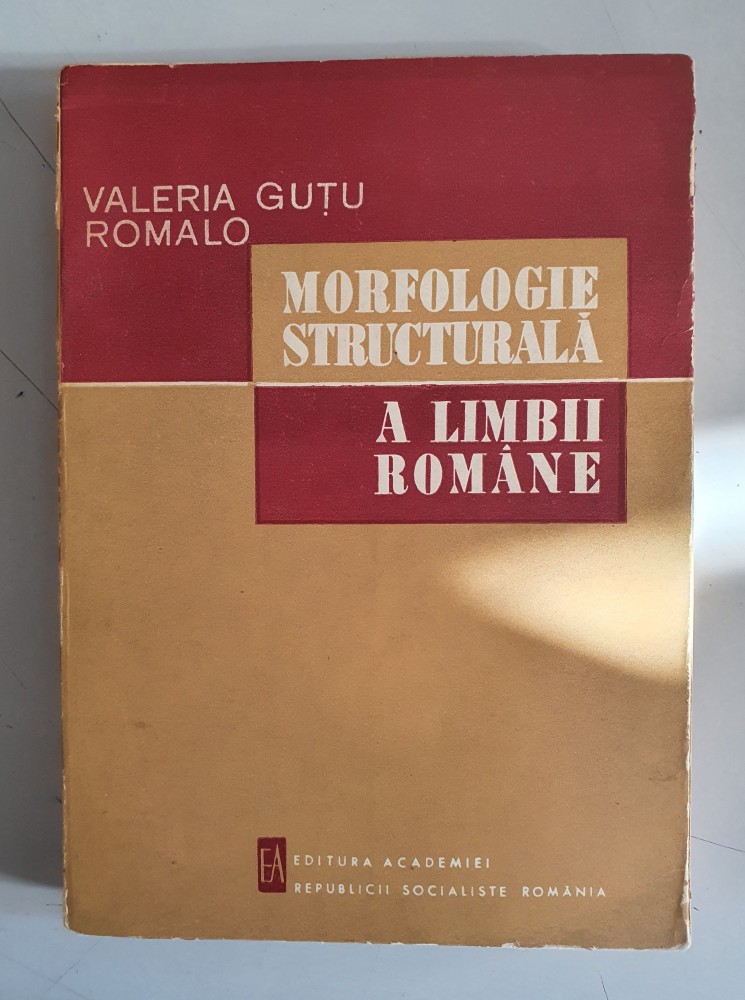 VALERIA GUȚU
ROMALO
MORFOLOGIE
STRUCTURALĂ
A LIMBII
ROMÂNE
EA
EDITURA ACADEMIEI
REPUBLICII SOCIALISTE ROMÂNIA